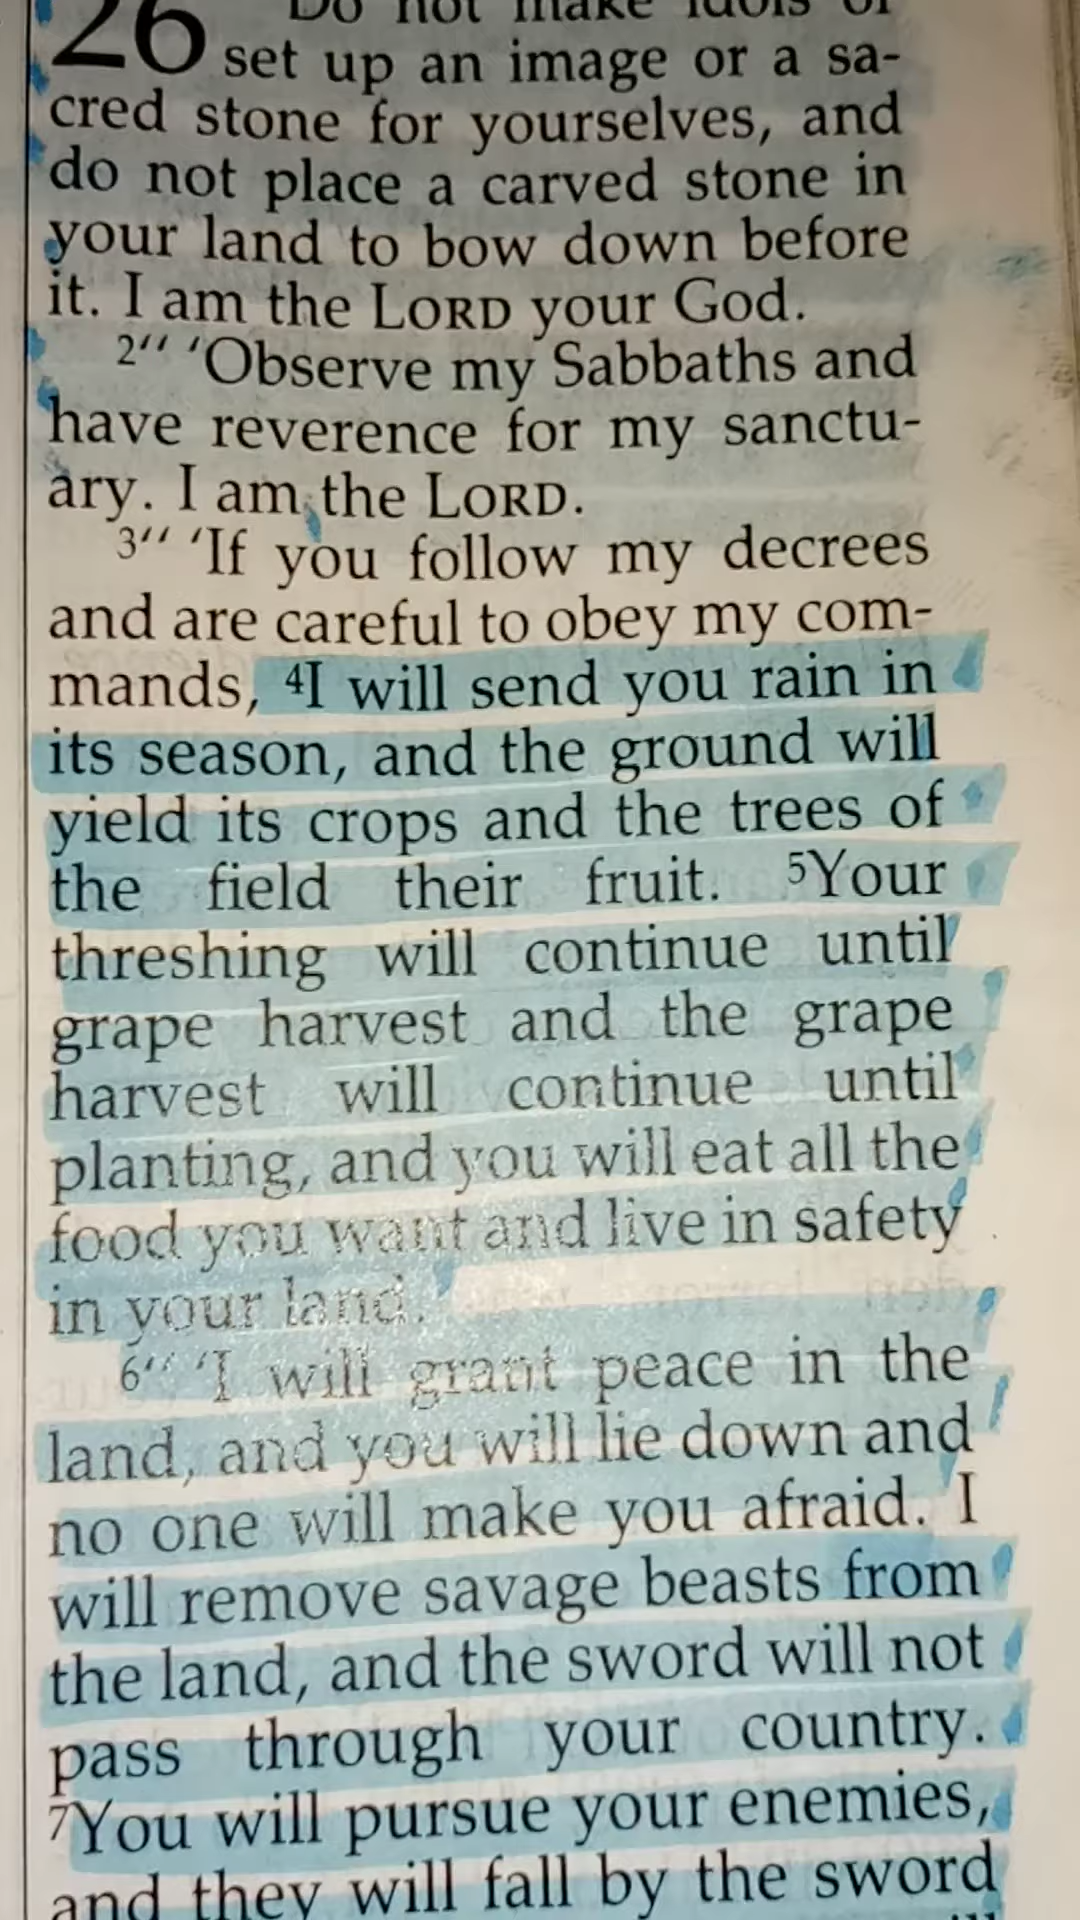 26 Do not make idols or
set up an image or a sa-
cred stone for yourselves, and
do not place a carved stone in
your land to bow down before
it. I am the LORD your God.
2" 'Observe my Sabbaths and
have reverence for my sanctu-
ary. I am the LORD.
3" 'If you follow my decrees
and are careful to obey my com-
mands, 4I will send you rain in
its season, and the ground will
yield its crops and the trees of
the field their fruit. 5Your
threshing will continue until
grape harvest and the grape
harvest will continue until
planting, and you will eat all the
food you want and live in safety
in your land.
6" 'I will grant peace in the
land, and you will lie down and
no one will make you afraid. I
will remove savage beasts from
the land, and the sword will not
pass through your country.
7You will pursue your enemies,
and they will fall by the sword